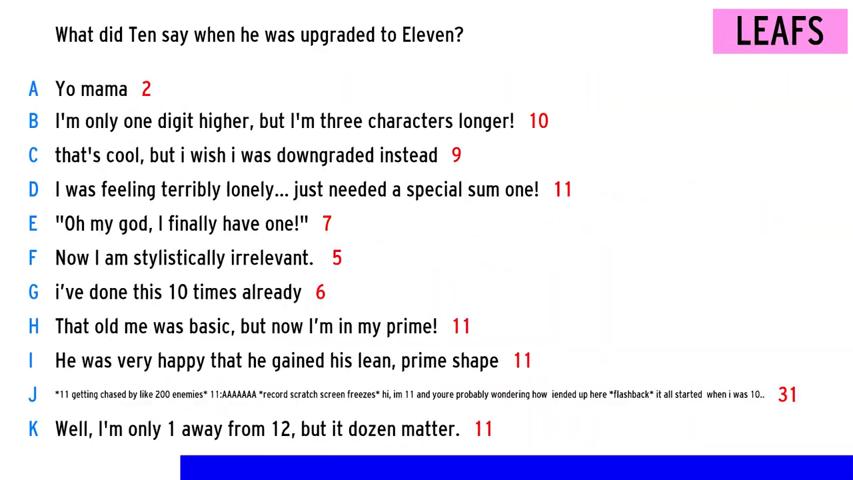 What did Ten say when he was upgraded to Eleven?
LEAFS
A Yo mama 2
B I'm only one digit higher, but I'm three characters longer! 10
C that's cool, but i wish i was downgraded instead 9
D I was feeling terribly lonely... just needed a special sum one! 11
E "Oh my god, I finally have one!" 7
F Now I am stylistically irrelevant. 5
G i've done this 10 times already 6
H That old me was basic, but now I'm in my prime! 11
I He was very happy that he gained his lean, prime shape 11
J *11 getting chased by like 200 enemies* 11:AAAAAAA *record scratch screen freezes* hi, im 11 and youre probably wondering how iended up here *flashback* it all started when i was 10.. 31
K Well, I'm only 1 away from 12, but it dozen matter. 11